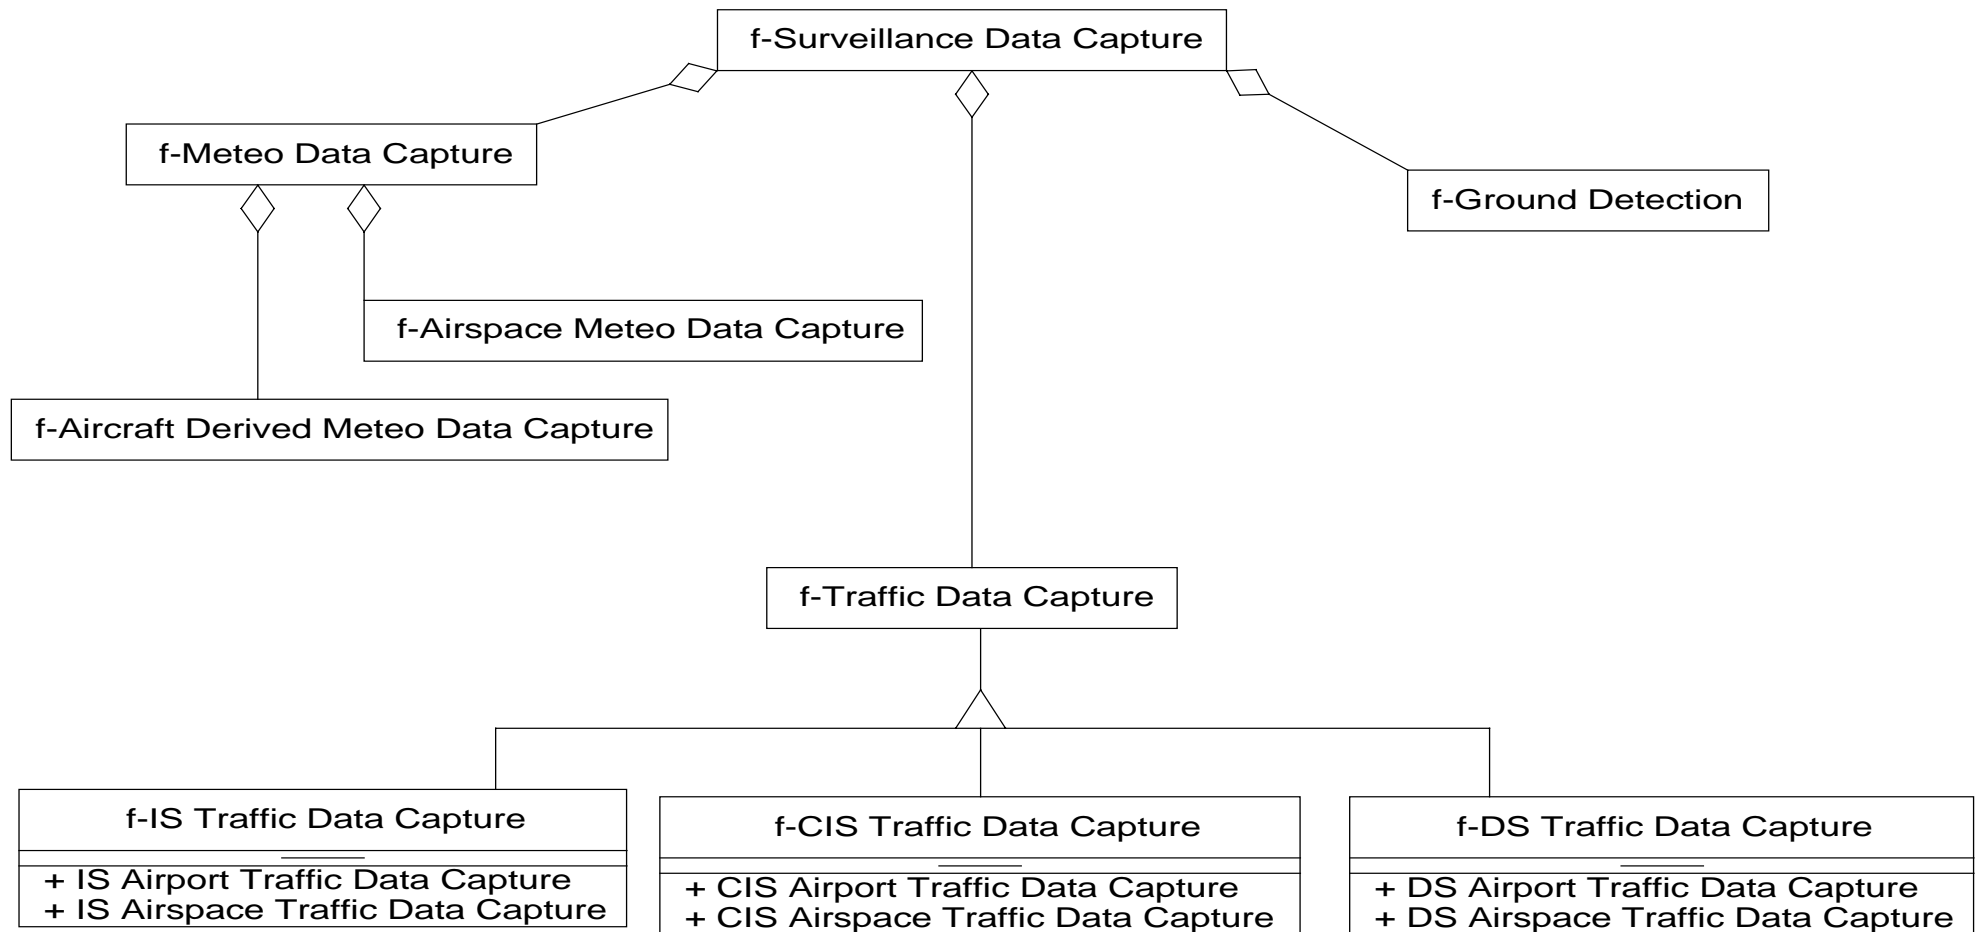 f-Surveillance Data Capture
f-Meteo Data Capture
f-Ground Detection
f-Airspace Meteo Data Capture
f-Aircraft Derived Meteo Data Capture
f-Traffic Data Capture
f-IS Traffic Data Capture
+ IS Airport Traffic Data Capture
+ IS Airspace Traffic Data Capture
f-CIS Traffic Data Capture
+ CIS Airport Traffic Data Capture
+ CIS Airspace Traffic Data Capture
f-DS Traffic Data Capture
+ DS Airport Traffic Data Capture
+ DS Airspace Traffic Data Capture